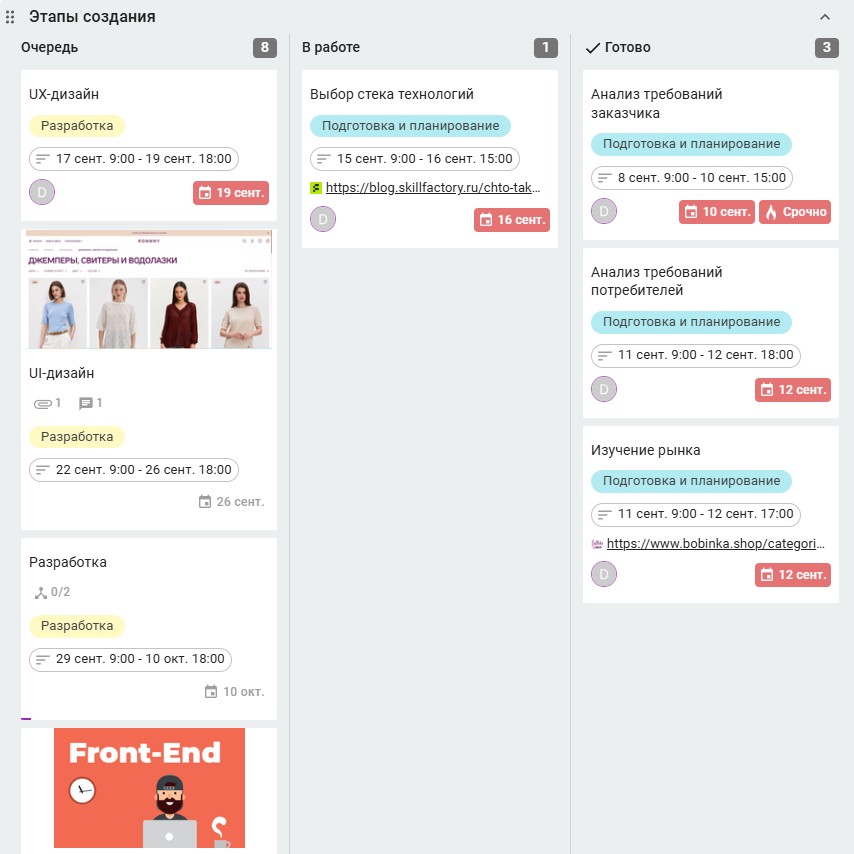 Этапы создания
Очередь
8
UX-дизайн
Разработка
17 сент. 9:00 - 19 сент. 18:00
D
19 сент.
RONNNY
ДЖЕМПЕРЫ, СВИТЕРЫ И ВОДОЛАЗКИ
UI-дизайн
1
1
Разработка
22 сент. 9:00 - 26 сент. 18:00
26 сент.
Разработка
0/2
Разработка
29 сент. 9:00 - 10 окт. 18:00
10 окт.
Front-End
В работе
1
Выбор стека технологий
Подготовка и планирование
15 сент. 9:00 - 16 сент. 15:00
https://blog.skillfactory.ru/chto-tak...
D
16 сент.
Готово
3
Анализ требований
заказчика
Подготовка и планирование
8 сент. 9:00 - 10 сент. 15:00
D
10 сент.
Срочно
Анализ требований
потребителей
Подготовка и планирование
11 сент. 9:00 - 12 сент. 18:00
D
12 сент.
Изучение рынка
Подготовка и планирование
11 сент. 9:00 - 12 сент. 17:00
https://www.bobinka.shop/categori...
D
12 сент.